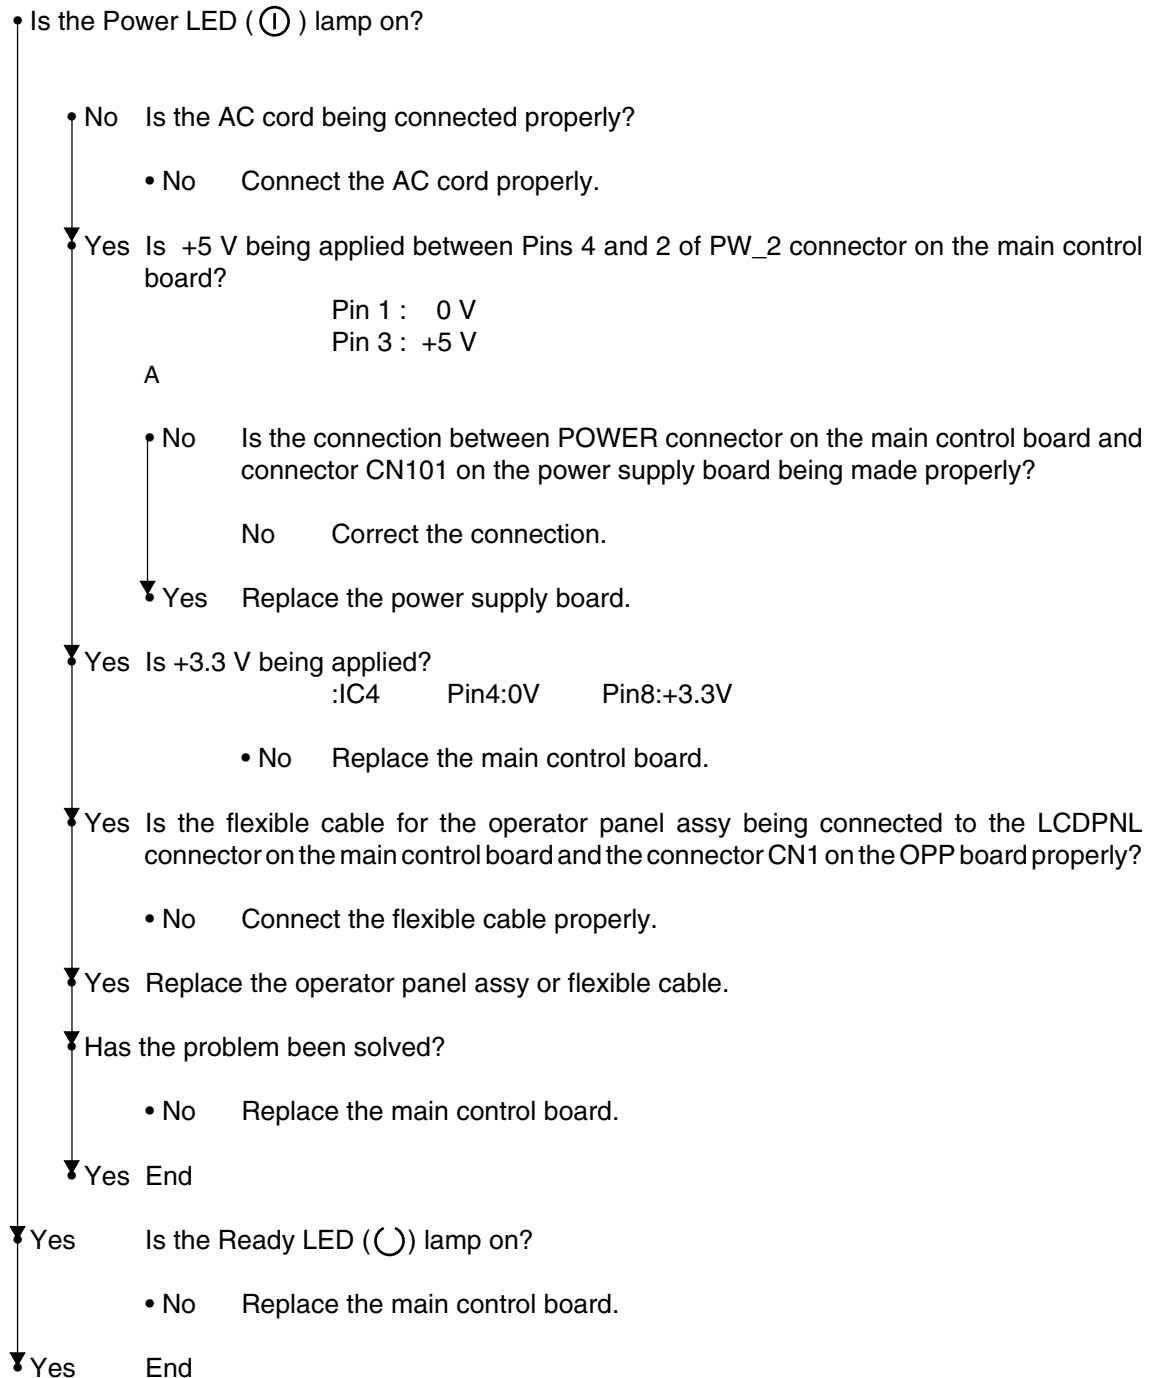 • Is the Power LED ( ) lamp on?
• No Is the AC cord being connected properly?
• No Connect the AC cord properly.
Yes Is +5 V being applied between Pins 4 and 2 of PW_2 connector on the main control
board?
Pin 1 : 0 V
Pin 3 : +5 V
A
• No Is the connection between POWER connector on the main control board and
connector CN101 on the power supply board being made properly?
No Correct the connection.
Yes Replace the power supply board.
Yes Is +3.3 V being applied?
:IC4 Pin4:0V Pin8:+3.3V
• No Replace the main control board.
Yes Is the flexible cable for the operator panel assy being connected to the LCDPNL
connector on the main control board and the connector CN1 on the OPP board properly?
• No Connect the flexible cable properly.
Yes Replace the operator panel assy or flexible cable.
Has the problem been solved?
• No Replace the main control board.
Yes End
Yes Is the Ready LED ( ) lamp on?
• No Replace the main control board.
Yes End